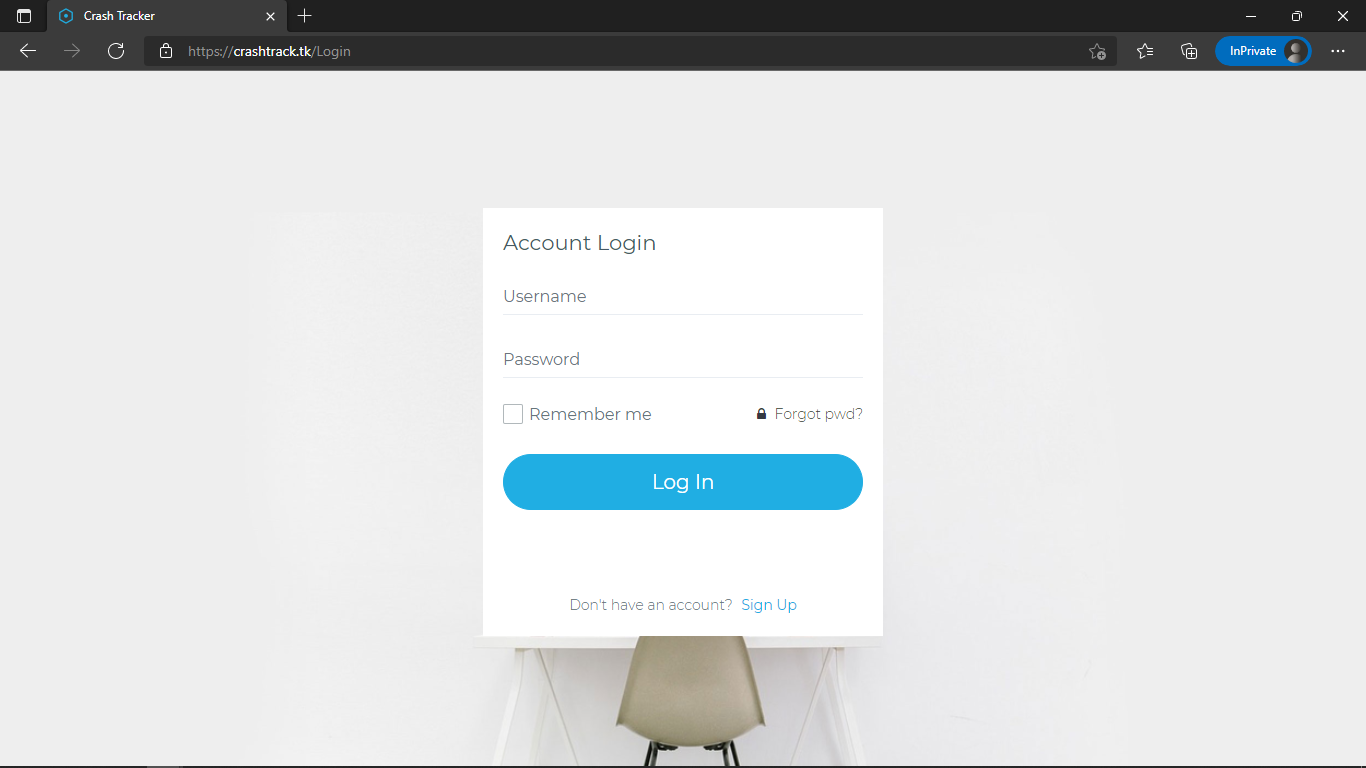 Crash Tracker
https://crashtrack.tk/Login
InPrivate
Account Login
Username
Password
Remember me
Forgot pwd?
Log In
Don't have an account? Sign Up